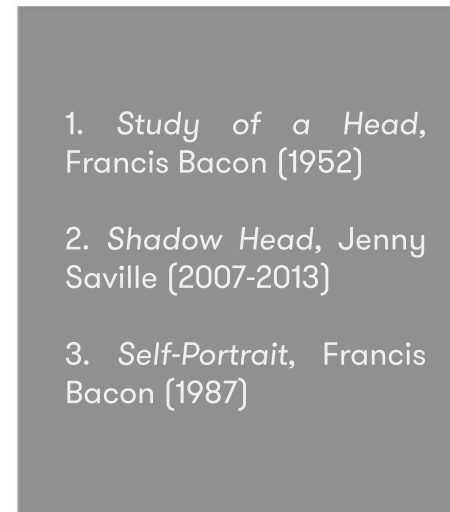 1. Study of a Head,
Francis Bacon (1952)
2. Shadow Head, Jenny
Saville (2007-2013)
3. Self-Portrait, Francis
Bacon (1987)